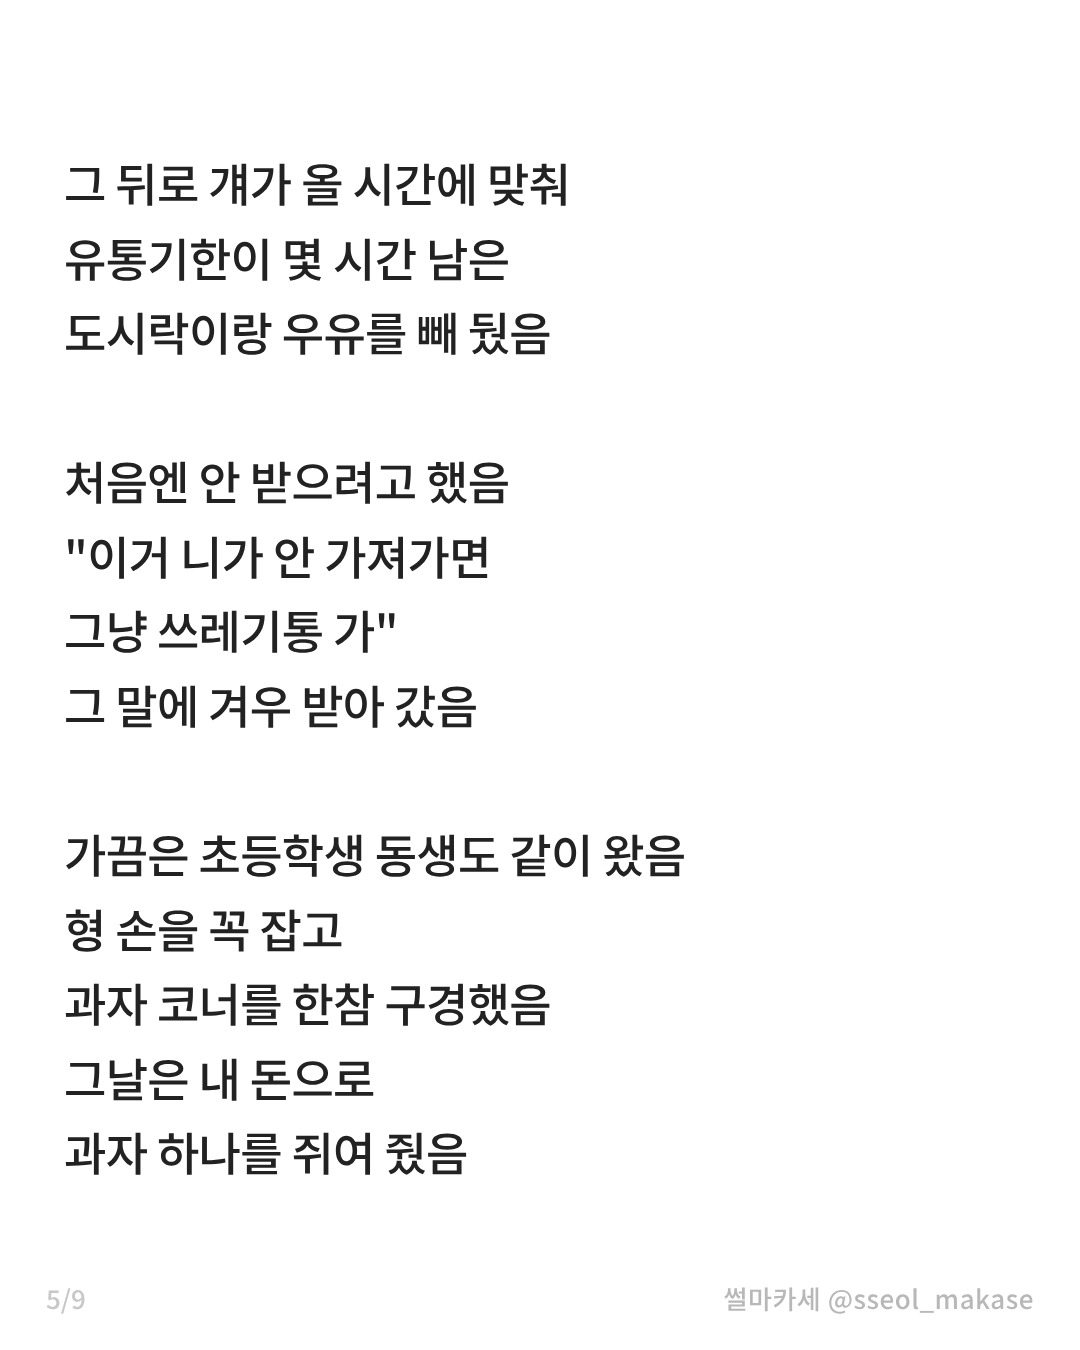 그 뒤로 걔가 올 시간에 맞춰
유통기한이 몇 시간 남은
도시락이랑 우유를 빼 뒀음
처음엔 안 받으려고 했음
"이거 니가 안 가져가면
그냥 쓰레기통 가"
그 말에 겨우 받아 갔음
가끔은 초등학생 동생도 같이 왔음
형 손을 꼭 잡고
과자 코너를 한참 구경했음
그날은 내 돈으로
과자 하나를 쥐여 줬음
5/9
썰마카세 @sseol_makase